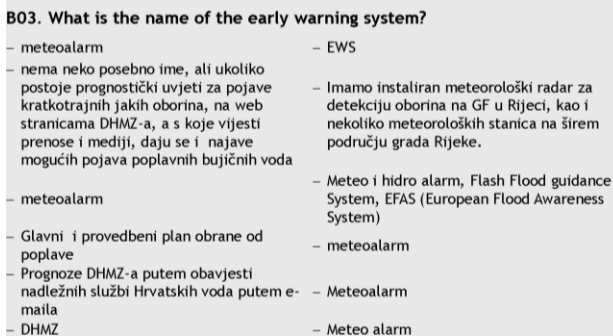 B03. What is the name of the early warning system?
– meteoalarm
– nema neko posebno ime, ali ukoliko
postoje prognostički uvjeti za pojave
kratkotrajnih jakih oborina, na web
stranicama DHMZ-a, a s koje vijesti
prenose i mediji, daju se i najave
mogućih pojava poplavnih bujičnih voda
– meteoalarm
– Glavni i provedbeni plan obrane od
poplave
– Prognoze DHMZ-a putem obavjesti
nadležnih službi Hrvatskih voda putem e-
maila
– DHMZ
– EWS
– Imamo instaliran meteorološki radar za
detekciju oborina na GF u Rijeci, kao i
nekoliko meteoroloških stanica na širem
području grada Rijeke.
– Meteo i hidro alarm, Flash Flood guidance
System, EFAS (European Flood Awareness
System)
– meteoalarm
– Meteoalarm
– Meteo alarm